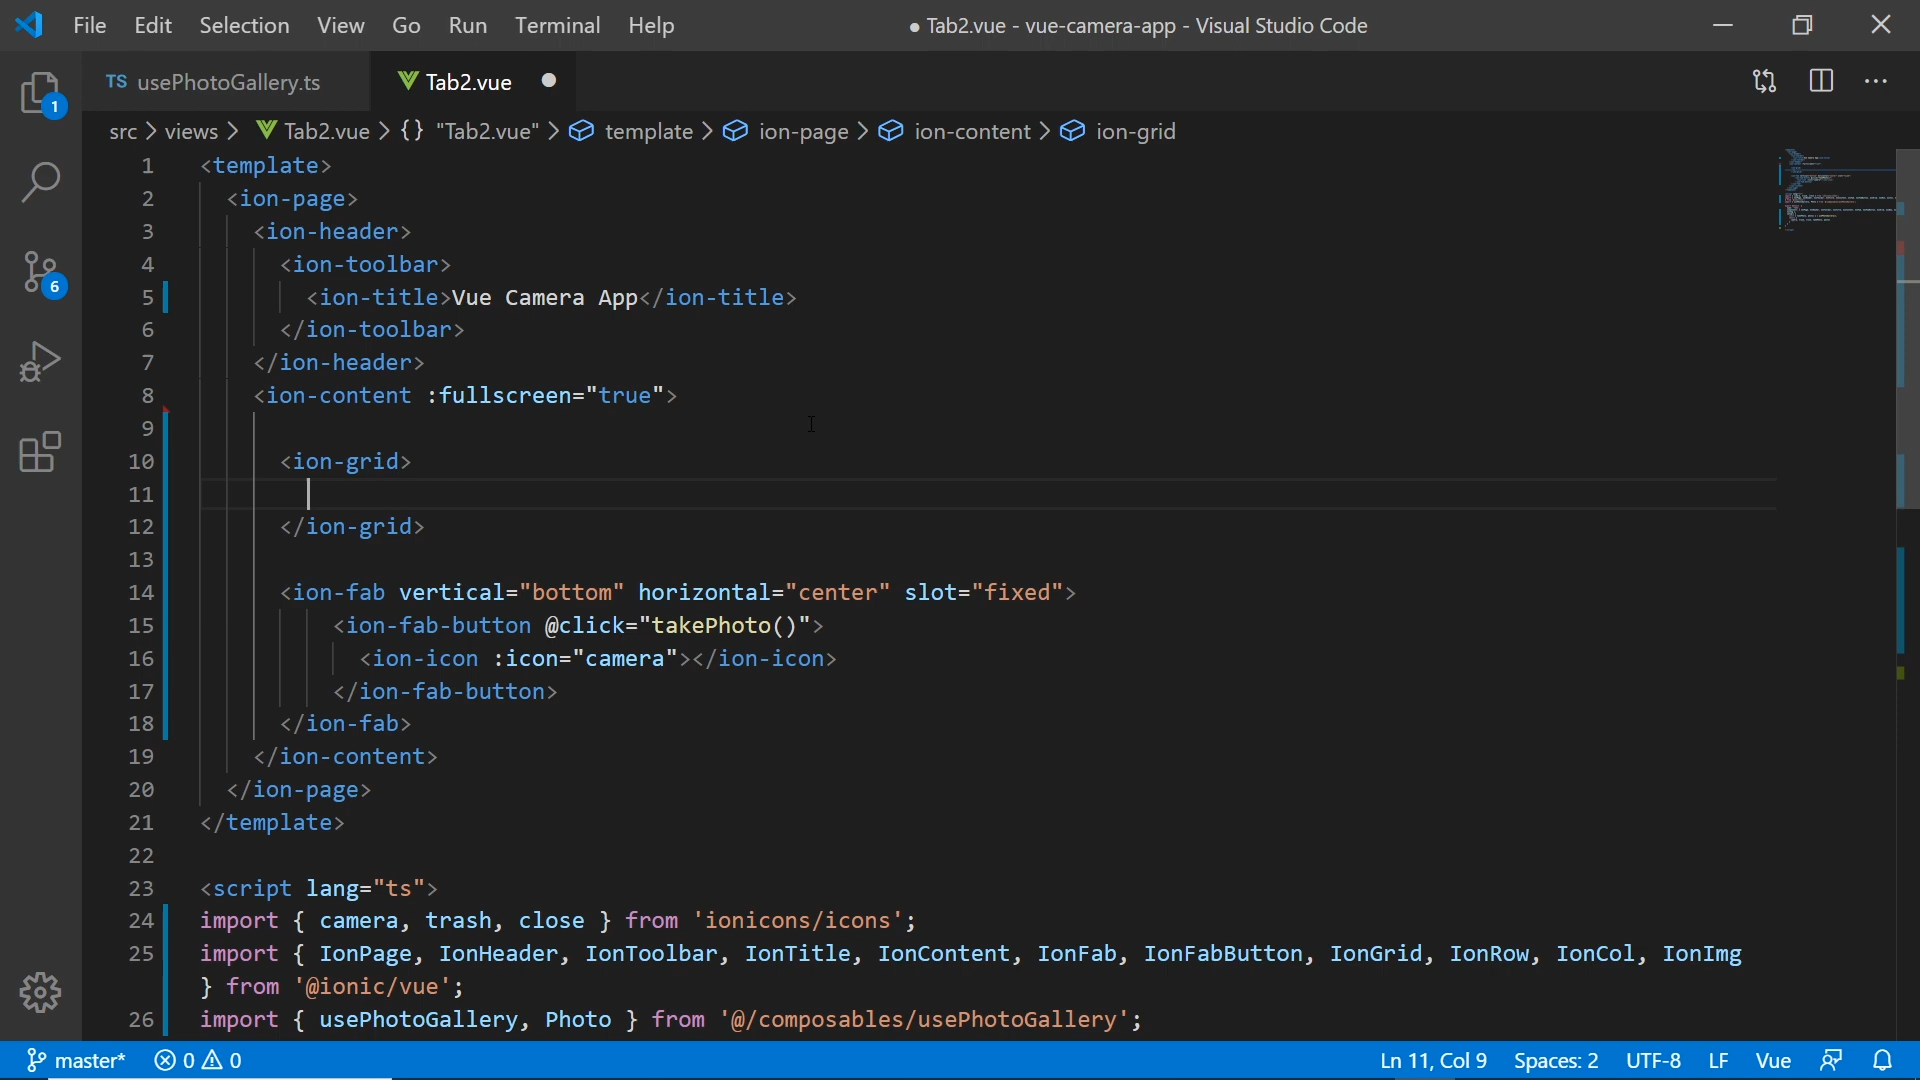 File Edit Selection View Go Run Terminal Help ● Tab2.vue - vue-camera-app - Visual Studio Code
TS usePhotoGallery.ts Tab2.vue ●
src > views > Tab2.vue > {} "Tab2.vue" > template > ion-page > ion-content > ion-grid
1 <template>
2 <ion-page>
3 <ion-header>
4 <ion-toolbar>
5 <ion-title>Vue Camera App</ion-title>
6 </ion-toolbar>
7 </ion-header>
8 <ion-content :fullscreen="true">
9
10 <ion-grid>
11
12 </ion-grid>
13
14 <ion-fab vertical="bottom" horizontal="center" slot="fixed">
15 <ion-fab-button @click="takePhoto()">
16 <ion-icon :icon="camera"></ion-icon>
17 </ion-fab-button>
18 </ion-fab>
19 </ion-content>
20 </ion-page>
21 </template>
22
23 <script lang="ts">
24 import { camera, trash, close } from 'ionicons/icons';
25 import { IonPage, IonHeader, IonToolbar, IonTitle, IonContent, IonFab, IonFabButton, IonGrid, IonRow, IonCol, IonImg
} from '@ionic/vue';
26 import { usePhotoGallery, Photo } from '@/composables/usePhotoGallery';
1
6
master* 0 0 Ln 11, Col 9 Spaces: 2 UTF-8 LF Vue